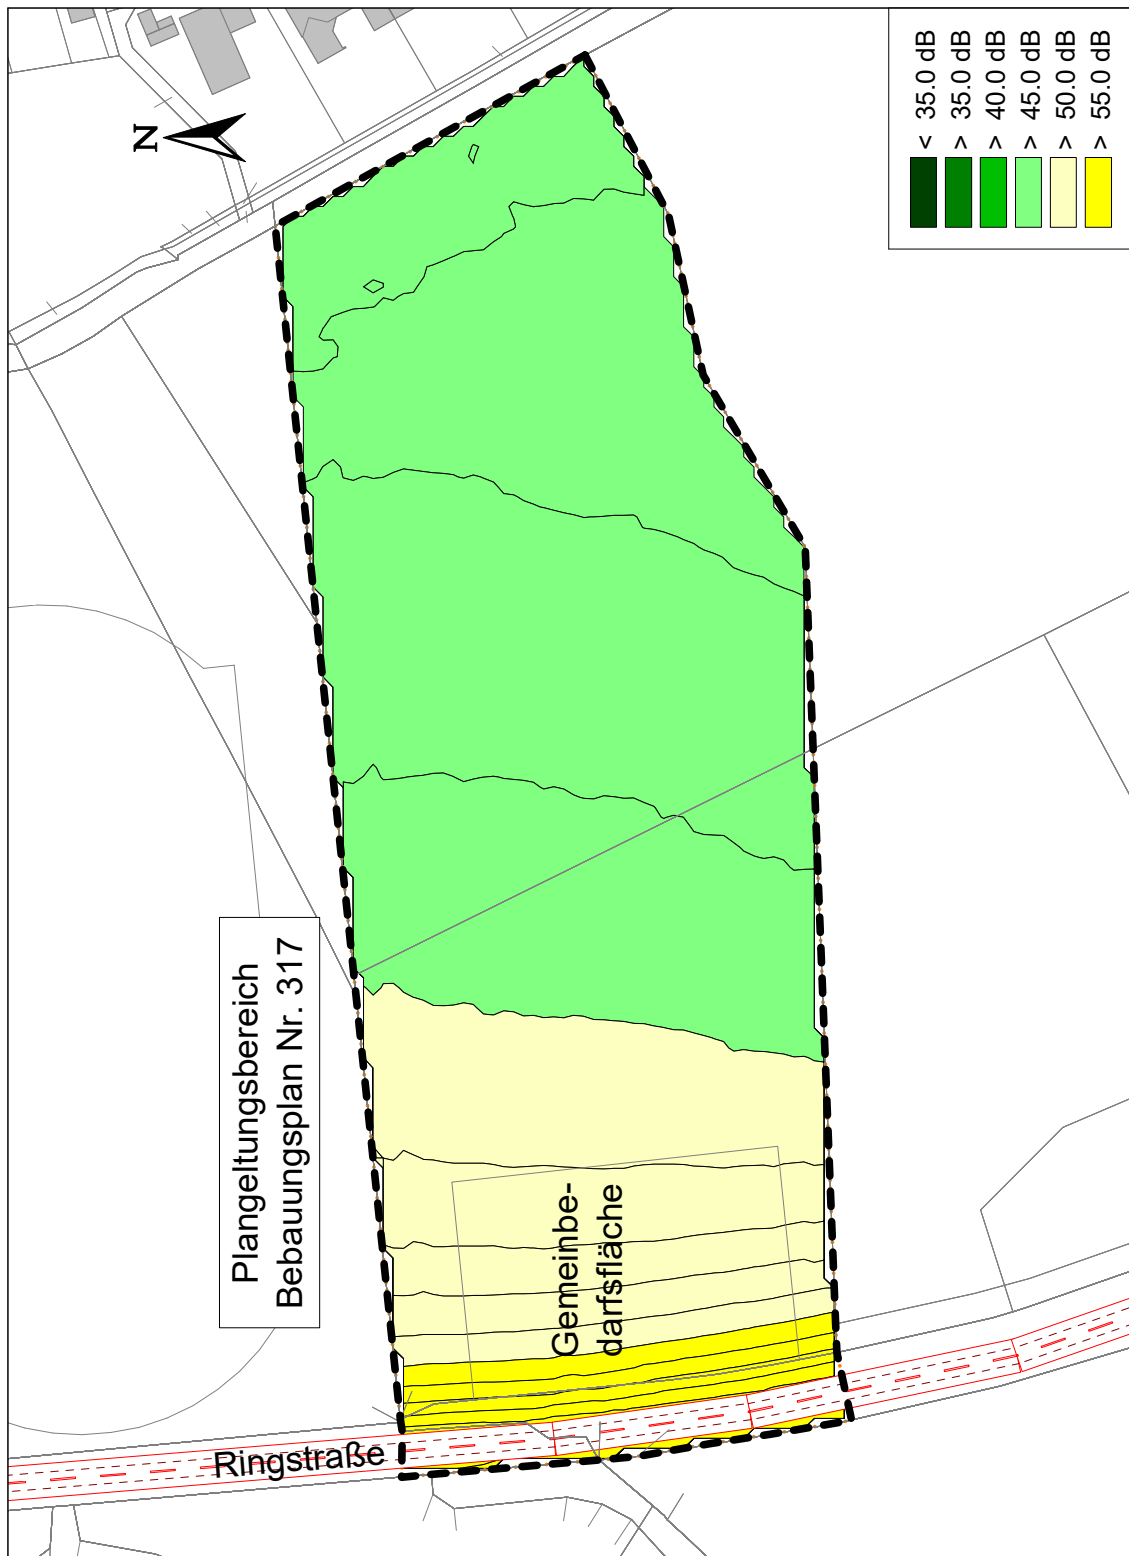 N
Plangeltungsbereich
Bebauungsplan Nr. 317
Gemeinbe-
darfsfläche
Ringstraße
< 35.0 dB
> 35.0 dB
> 40.0 dB
> 45.0 dB
> 50.0 dB
> 55.0 dB